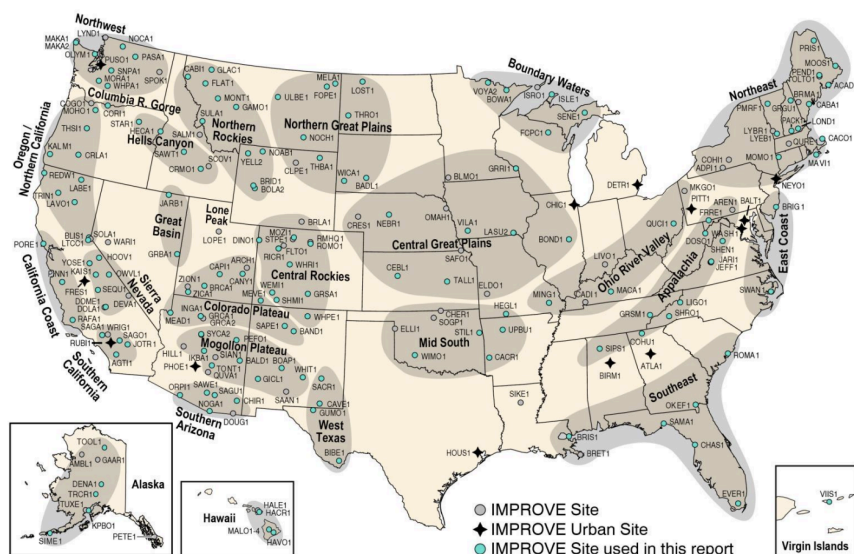 Northwest
LYND1
MAKA1
MAKA2
NOCA1
OLYM1
PUSO1
PASA1
SNPA1
MORA1
SPOK1
WHPA1
COGO1
Columbia R. Gorge
MOHO1
CORI1
THSI1
STAR1
HECA1
SALM1
Hells Canyon
KALM1
SAWT1
CRLA1
CRMO1
SCOV1
Oregon /
Northern California
REDW1
LABE1
TRIN1
LAVO1
CABI1
GLAC1
FLAT1
MONT1
GAMO1
SULA1
Northern
Rockies
YELL2
NOAB1
BRID1
BOLA2
ULBE1
MELA1
FOPE1
LOST1
THRO1
Northern Great Plains
NOCH1
CLPE1
THBA1
WICA1
BADL1
BRLA1
Boundary Waters
VOYA2
BOWA1
ISRO1
ISLE1
SENE1
FCPC1
GRRI1
BLMO1
DETR1
CHIC1
Northeast
PRIS1
MOOS1
PEND1
OLTO1
ACAD1
BRMA1
PMRF1
GRGU1
CABA1
PACK1
LOND1
LYBR1
LYEB1
QURE1
CACO1
MOMO1
MAVI1
COHI1
ADPI1
NEYO1
MKGO1
PITT1
AREN1
BALT1
FRRE1
BRIG1
WASH1
DOSO1
SHEN1
JARI1
JEFF1
East Coast
SWAN1
QUCI1
Ohio River Valley
LIVO1
BOND1
MING1
CADI1
MACA1
Appalachia
GRSM1
LIGO1
SHRO1
COHU1
SIPS1
BIRM1
ATLA1
ROMA1
Southeast
OKEF1
SAMA1
CHAS1
EVER1
BRIS1
BRET1
SIKE1
HOUS1
JARB1
Great
Basin
GRBA1
Lone
Peak
LOPE1
DINO1
MOZI1
STPE1
RMHQ1
ROMO1
RICR1
FLTO1
ARCH1
WHRI1
CAPI1
Central Rockies
CANY1
ZION1
BRCA1
ZICA1
WEMI1
MEVE1
SHMI1
GRSA1
CRES1
NEBR1
OMAH1
VILA1
LASU2
Central Great Plains
SAFO1
CEBL1
TALL1
ELDO1
HEGL1
CHER1
SOGP1
ELLI1
UPBU1
STIL1
Mid South
WIMO1
CACR1
BLIS1
SOLA1
LTCC1
WARI1
PORE1
YOSE1
HOOV1
KAIS1
PINN1
OWVL1
FRES1
SEQU1
DOME1
DOLA1
DEVA1
RAFA1
Sierra
Nevada
California Coast
SAGA1
WRIG1
SAGO1
RUBI1
JOTR1
AGTI1
Southern
California
Colorado Plateau
INGA1
GRCA1
MEAD1
GRCA2
SAPE1
WHPE1
BAND1
SYCA2
PEFO1
Mogollon Plateau
HILL1
IKBA1
SIAN1
BALD1
BOAP1
PHOE1
TONT1
QUVA1
WHIT1
ORPI1
SAWE1
SAGU1
GICL1
SACR1
NOGA1
CHIR1
SAAN1
CAVE1
DOUG1
GUMO1
Southern
Arizona
West
Texas
BIBE1
TOOL1
AMBL1
GAAR1
DENA1
TRCR1
TUXE1
KPBO1
SIME1
PETE1
Alaska
HALE1
HACR1
Hawaii
MALO1-4
HAVO1
VIIS1
Virgin Islands
IMPROVE Site
IMPROVE Urban Site
IMPROVE Site used in this report